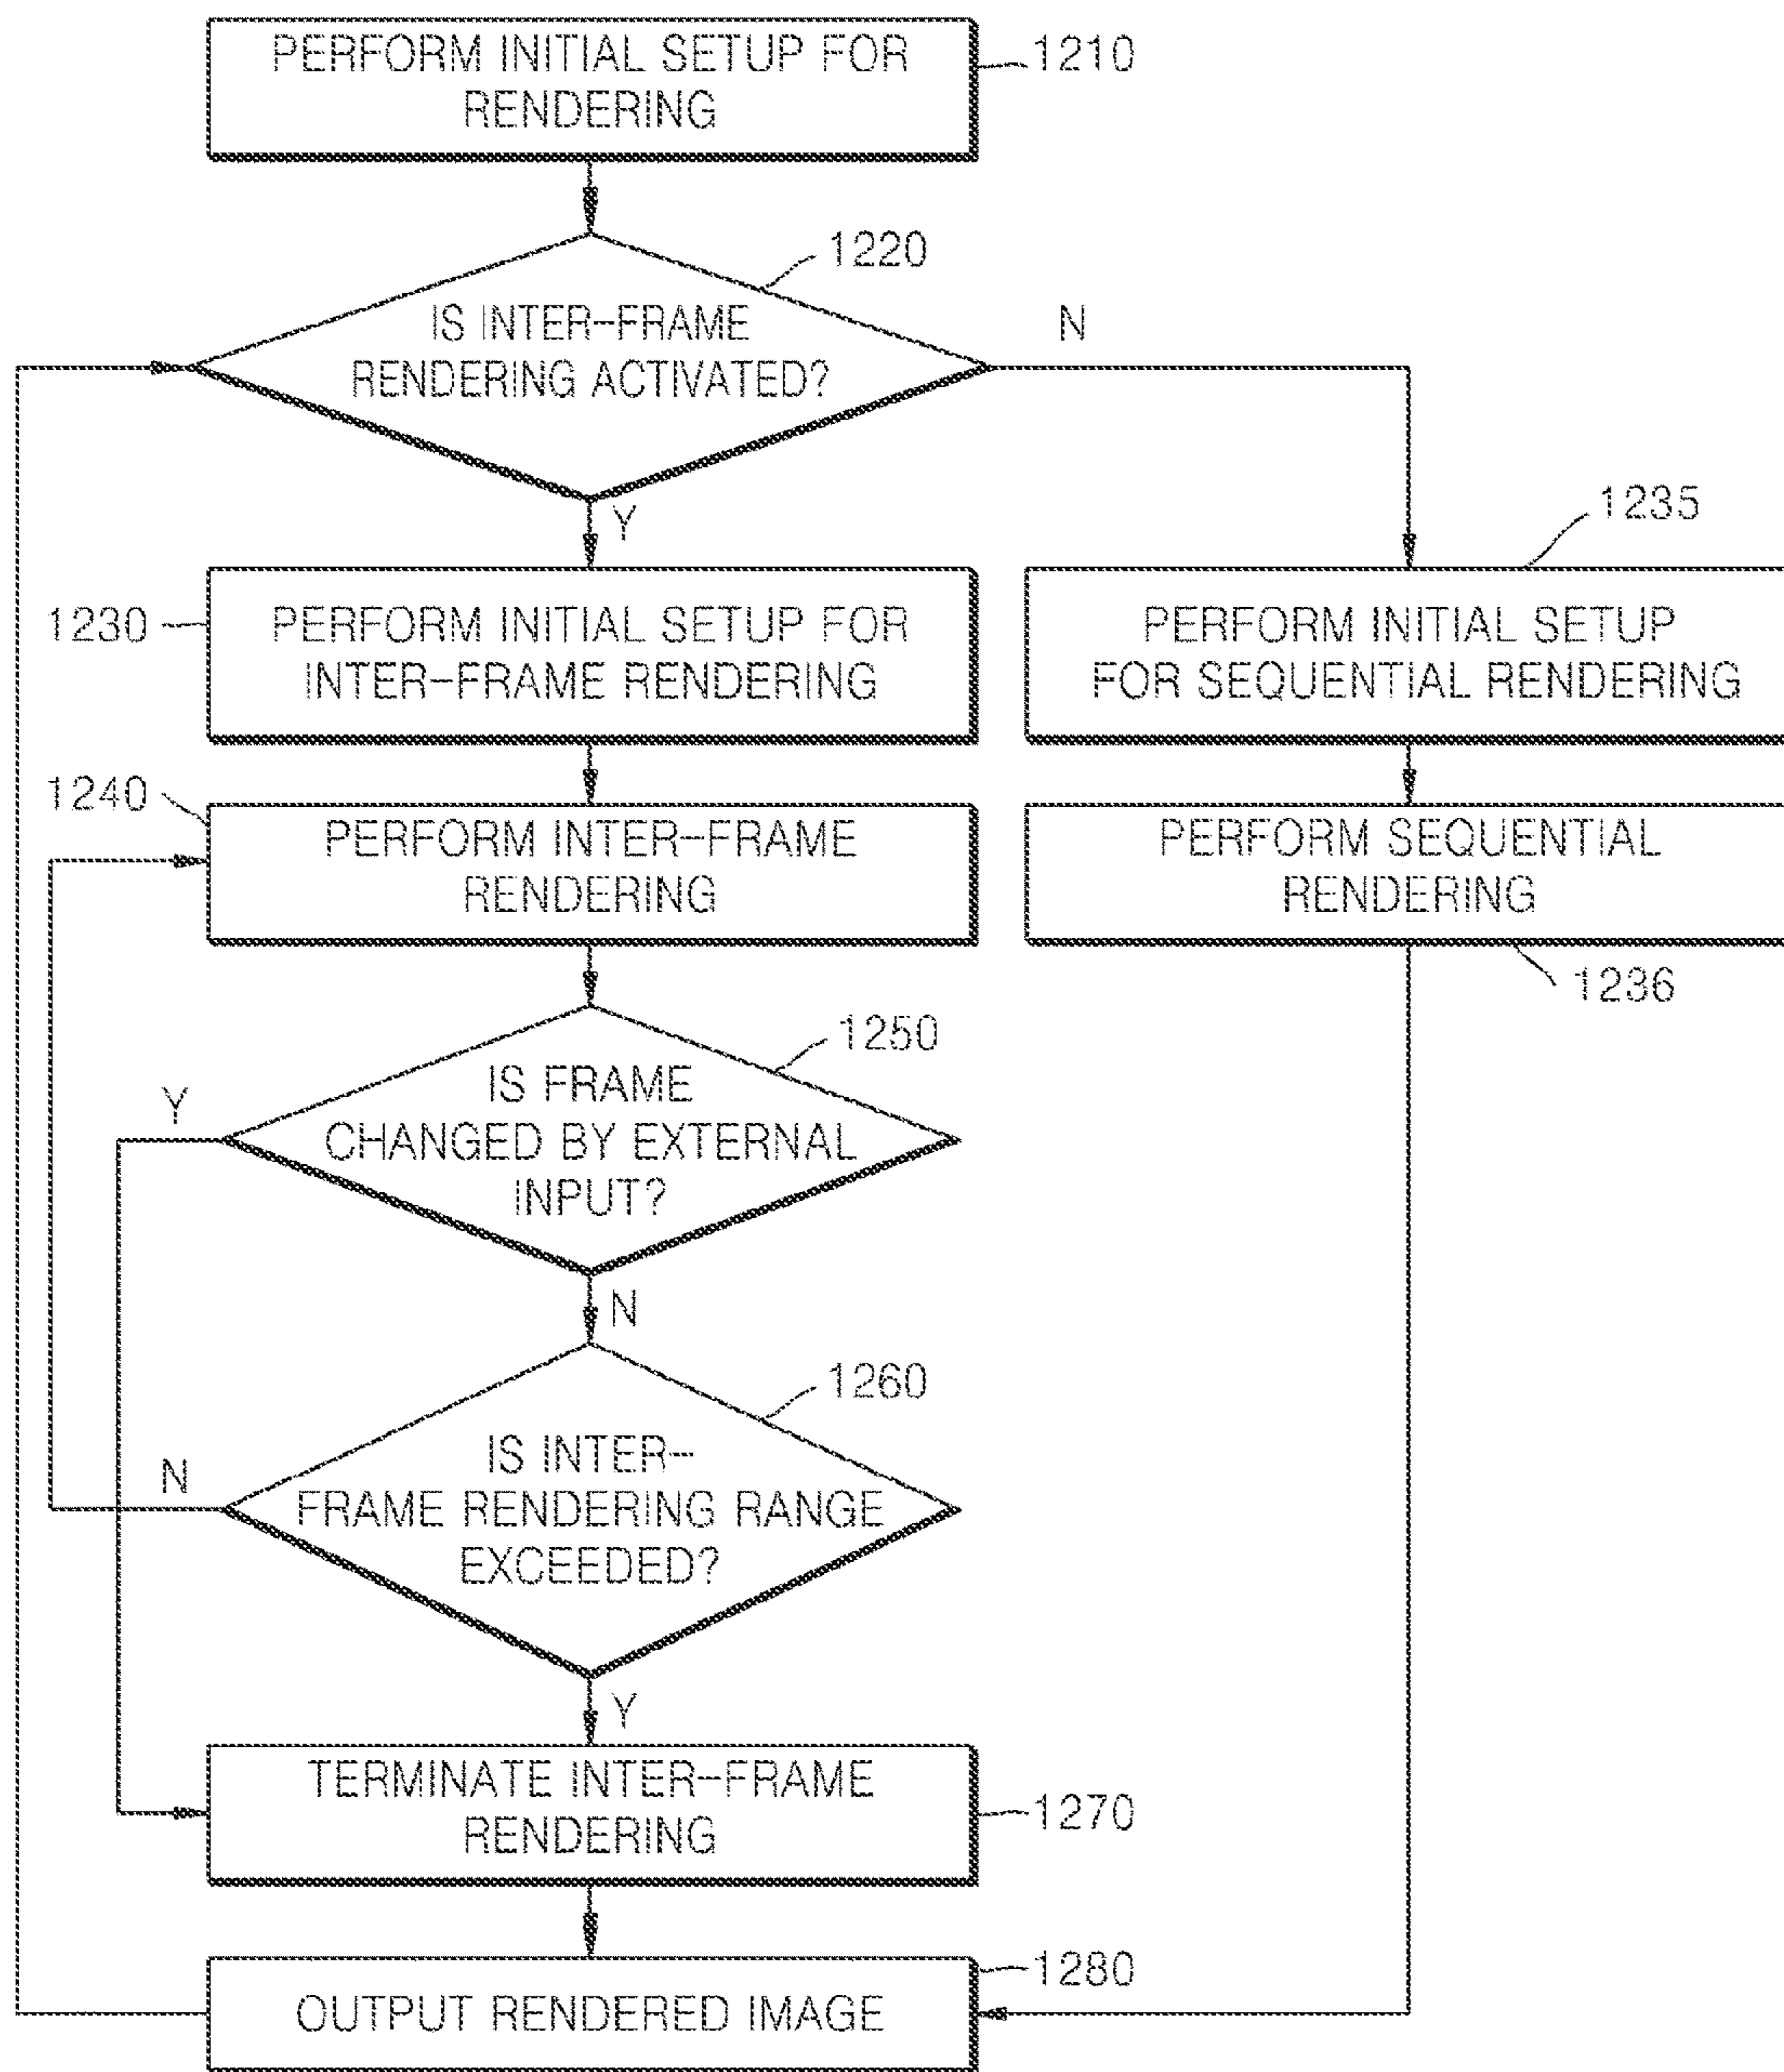 PERFORM INITIAL SETUP FOR
RENDERING
1210
1220
IS INTER-FRAME
RENDERING ACTIVATED?
N
Y
1235
1230
PERFORM INITIAL SETUP FOR
INTER-FRAME RENDERING
PERFORM INITIAL SETUP
FOR SEQUENTIAL RENDERING
1240
PERFORM INTER-FRAME
RENDERING
PERFORM SEQUENTIAL
RENDERING
1236
1250
IS FRAME
CHANGED BY EXTERNAL
INPUT?
Y
N
1260
IS INTER-
FRAME RENDERING RANGE
EXCEEDED?
N
Y
TERMINATE INTER-FRAME
RENDERING
1270
1280
OUTPUT RENDERED IMAGE